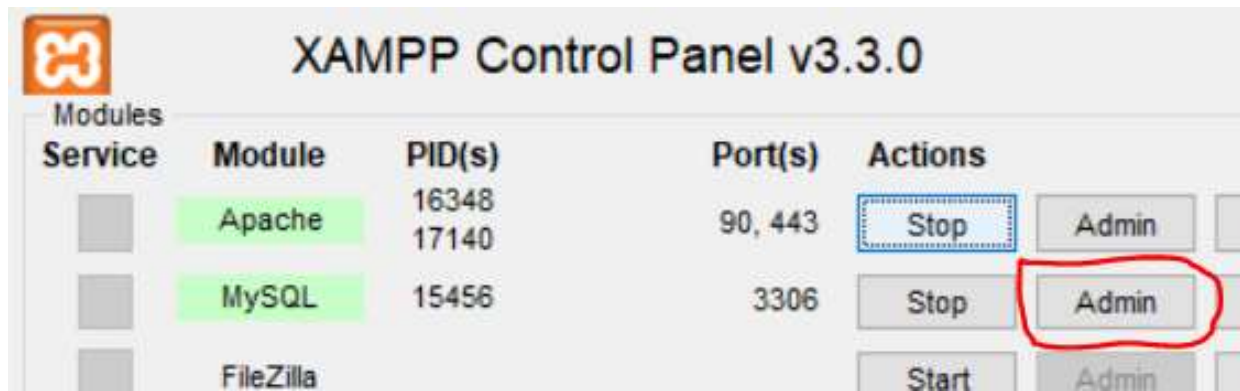 XAMPP Control Panel v3.3.0
Modules
Service Module PID(s) Port(s) Actions
Apache 16348 17140 90, 443 Stop Admin
MySQL 15456 3306 Stop Admin
FileZilla Start Admin